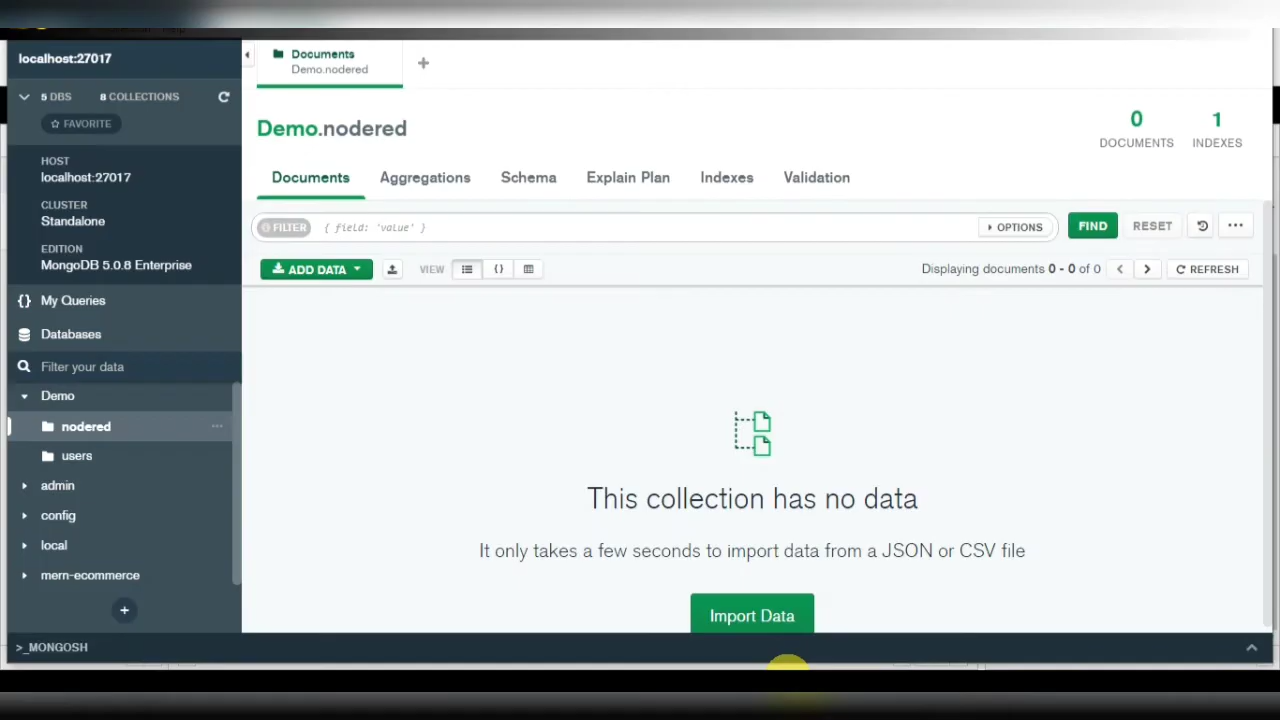 localhost:27017
5 DBS 8 COLLECTIONS
FAVORITE
HOST
localhost:27017
CLUSTER
Standalone
EDITION
MongoDB 5.0.8 Enterprise
{} My Queries
Databases
Filter your data
Demo
nodered
users
admin
config
local
mern-ecommerce
+
>_MONGOSH
Documents
Demo.nodered
+
Demo.nodered
0
DOCUMENTS
1
INDEXES
Documents Aggregations Schema Explain Plan Indexes Validation
FILTER { field: 'value' } OPTIONS FIND RESET ...
ADD DATA VIEW {} Displaying documents 0 - 0 of 0 < > REFRESH
This collection has no data
It only takes a few seconds to import data from a JSON or CSV file
Import Data